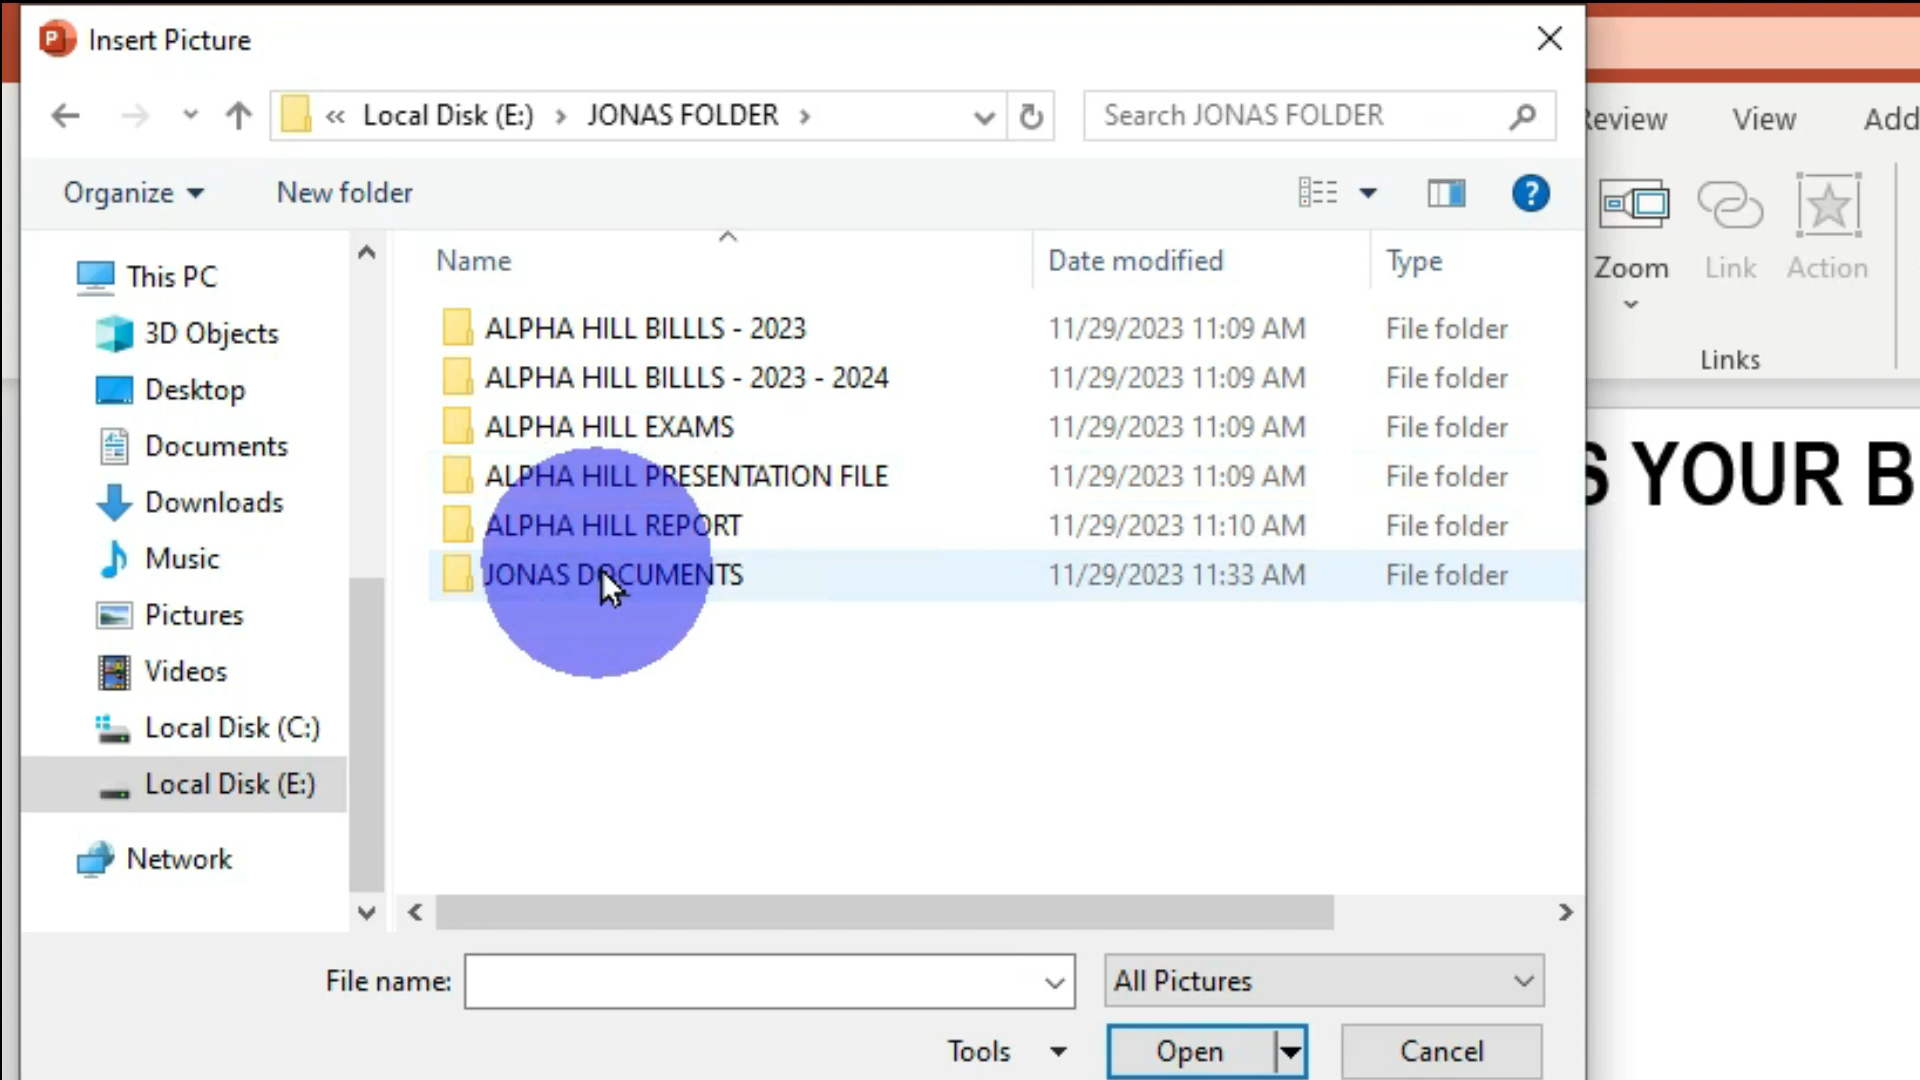 Insert Picture
« Local Disk (E:) › JONAS FOLDER ›
Search JONAS FOLDER
Review View Add
Organize
New folder
?
Zoom Link Action
Links
Name Date modified Type
This PC
3D Objects
Desktop
Documents
Downloads
Music
Pictures
Videos
Local Disk (C:)
Local Disk (E:)
Network
ALPHA HILL BILLLS - 2023 11/29/2023 11:09 AM File folder
ALPHA HILL BILLLS - 2023 - 2024 11/29/2023 11:09 AM File folder
ALPHA HILL EXAMS 11/29/2023 11:09 AM File folder
ALPHA HILL PRESENTATION FILE 11/29/2023 11:09 AM File folder
ALPHA HILL REPORT 11/29/2023 11:10 AM File folder
JONAS DOCUMENTS 11/29/2023 11:33 AM File folder
S YOUR B
File name:
All Pictures
Tools
Open
Cancel